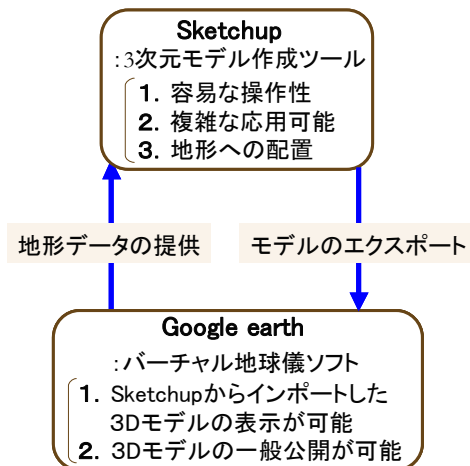 Sketchup
:3次元モデル作成ツール
1. 容易な操作性
2. 複雑な応用可能
3. 地形への配置
地形データの提供
モデルのエクスポート
Google earth
:バーチャル地球儀ソフト
1. Sketchupからインポートした
3Dモデルの表示が可能
2. 3Dモデルの一般公開が可能